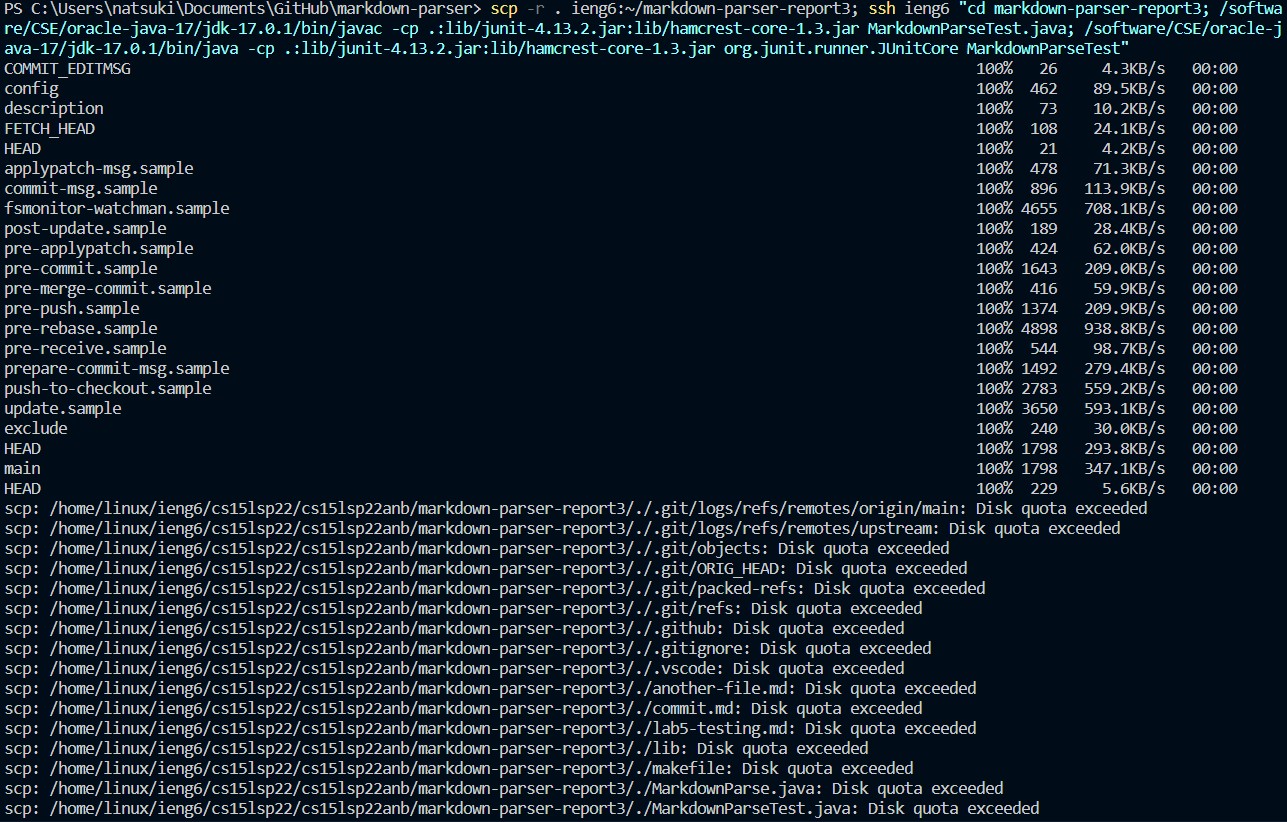 PS C:\Users\natsuki\Documents\GitHub\markdown-parser> scp -r . ieng6:~/markdown-parser-report3; ssh ieng6 "cd markdown-parser-report3; /softwa
re/CSE/oracle-java-17/jdk-17.0.1/bin/javac -cp .:lib/junit-4.13.2.jar:lib/hamcrest-core-1.3.jar MarkdownParseTest.java; /software/CSE/oracle-j
ava-17/jdk-17.0.1/bin/java -cp .:lib/junit-4.13.2.jar:lib/hamcrest-core-1.3.jar org.junit.runner.JUnitCore MarkdownParseTest"
COMMIT_EDITMSG 100% 26 4.3KB/s 00:00
config 100% 462 89.5KB/s 00:00
description 100% 73 10.2KB/s 00:00
FETCH_HEAD 100% 108 24.1KB/s 00:00
HEAD 100% 21 4.2KB/s 00:00
applypatch-msg.sample 100% 478 71.3KB/s 00:00
commit-msg.sample 100% 896 113.9KB/s 00:00
fsmonitor-watchman.sample 100% 4655 708.1KB/s 00:00
post-update.sample 100% 189 28.4KB/s 00:00
pre-applypatch.sample 100% 424 62.0KB/s 00:00
pre-commit.sample 100% 1643 209.0KB/s 00:00
pre-merge-commit.sample 100% 416 59.9KB/s 00:00
pre-push.sample 100% 1374 209.9KB/s 00:00
pre-rebase.sample 100% 4898 938.8KB/s 00:00
pre-receive.sample 100% 544 98.7KB/s 00:00
prepare-commit-msg.sample 100% 1492 279.4KB/s 00:00
push-to-checkout.sample 100% 2783 559.2KB/s 00:00
update.sample 100% 3650 593.1KB/s 00:00
exclude 100% 240 30.0KB/s 00:00
HEAD 100% 1798 293.8KB/s 00:00
main 100% 1798 347.1KB/s 00:00
HEAD 100% 229 5.6KB/s 00:00
scp: /home/linux/ieng6/cs15lsp22/cs15lsp22anb/markdown-parser-report3/./.git/logs/refs/remotes/origin/main: Disk quota exceeded
scp: /home/linux/ieng6/cs15lsp22/cs15lsp22anb/markdown-parser-report3/./.git/logs/refs/remotes/upstream: Disk quota exceeded
scp: /home/linux/ieng6/cs15lsp22/cs15lsp22anb/markdown-parser-report3/./.git/objects: Disk quota exceeded
scp: /home/linux/ieng6/cs15lsp22/cs15lsp22anb/markdown-parser-report3/./.git/ORIG_HEAD: Disk quota exceeded
scp: /home/linux/ieng6/cs15lsp22/cs15lsp22anb/markdown-parser-report3/./.git/packed-refs: Disk quota exceeded
scp: /home/linux/ieng6/cs15lsp22/cs15lsp22anb/markdown-parser-report3/./.git/refs: Disk quota exceeded
scp: /home/linux/ieng6/cs15lsp22/cs15lsp22anb/markdown-parser-report3/./.github: Disk quota exceeded
scp: /home/linux/ieng6/cs15lsp22/cs15lsp22anb/markdown-parser-report3/./.gitignore: Disk quota exceeded
scp: /home/linux/ieng6/cs15lsp22/cs15lsp22anb/markdown-parser-report3/./.vscode: Disk quota exceeded
scp: /home/linux/ieng6/cs15lsp22/cs15lsp22anb/markdown-parser-report3/./another-file.md: Disk quota exceeded
scp: /home/linux/ieng6/cs15lsp22/cs15lsp22anb/markdown-parser-report3/./commit.md: Disk quota exceeded
scp: /home/linux/ieng6/cs15lsp22/cs15lsp22anb/markdown-parser-report3/./lab5-testing.md: Disk quota exceeded
scp: /home/linux/ieng6/cs15lsp22/cs15lsp22anb/markdown-parser-report3/./lib: Disk quota exceeded
scp: /home/linux/ieng6/cs15lsp22/cs15lsp22anb/markdown-parser-report3/./makefile: Disk quota exceeded
scp: /home/linux/ieng6/cs15lsp22/cs15lsp22anb/markdown-parser-report3/./MarkdownParse.java: Disk quota exceeded
scp: /home/linux/ieng6/cs15lsp22/cs15lsp22anb/markdown-parser-report3/./MarkdownParseTest.java: Disk quota exceeded